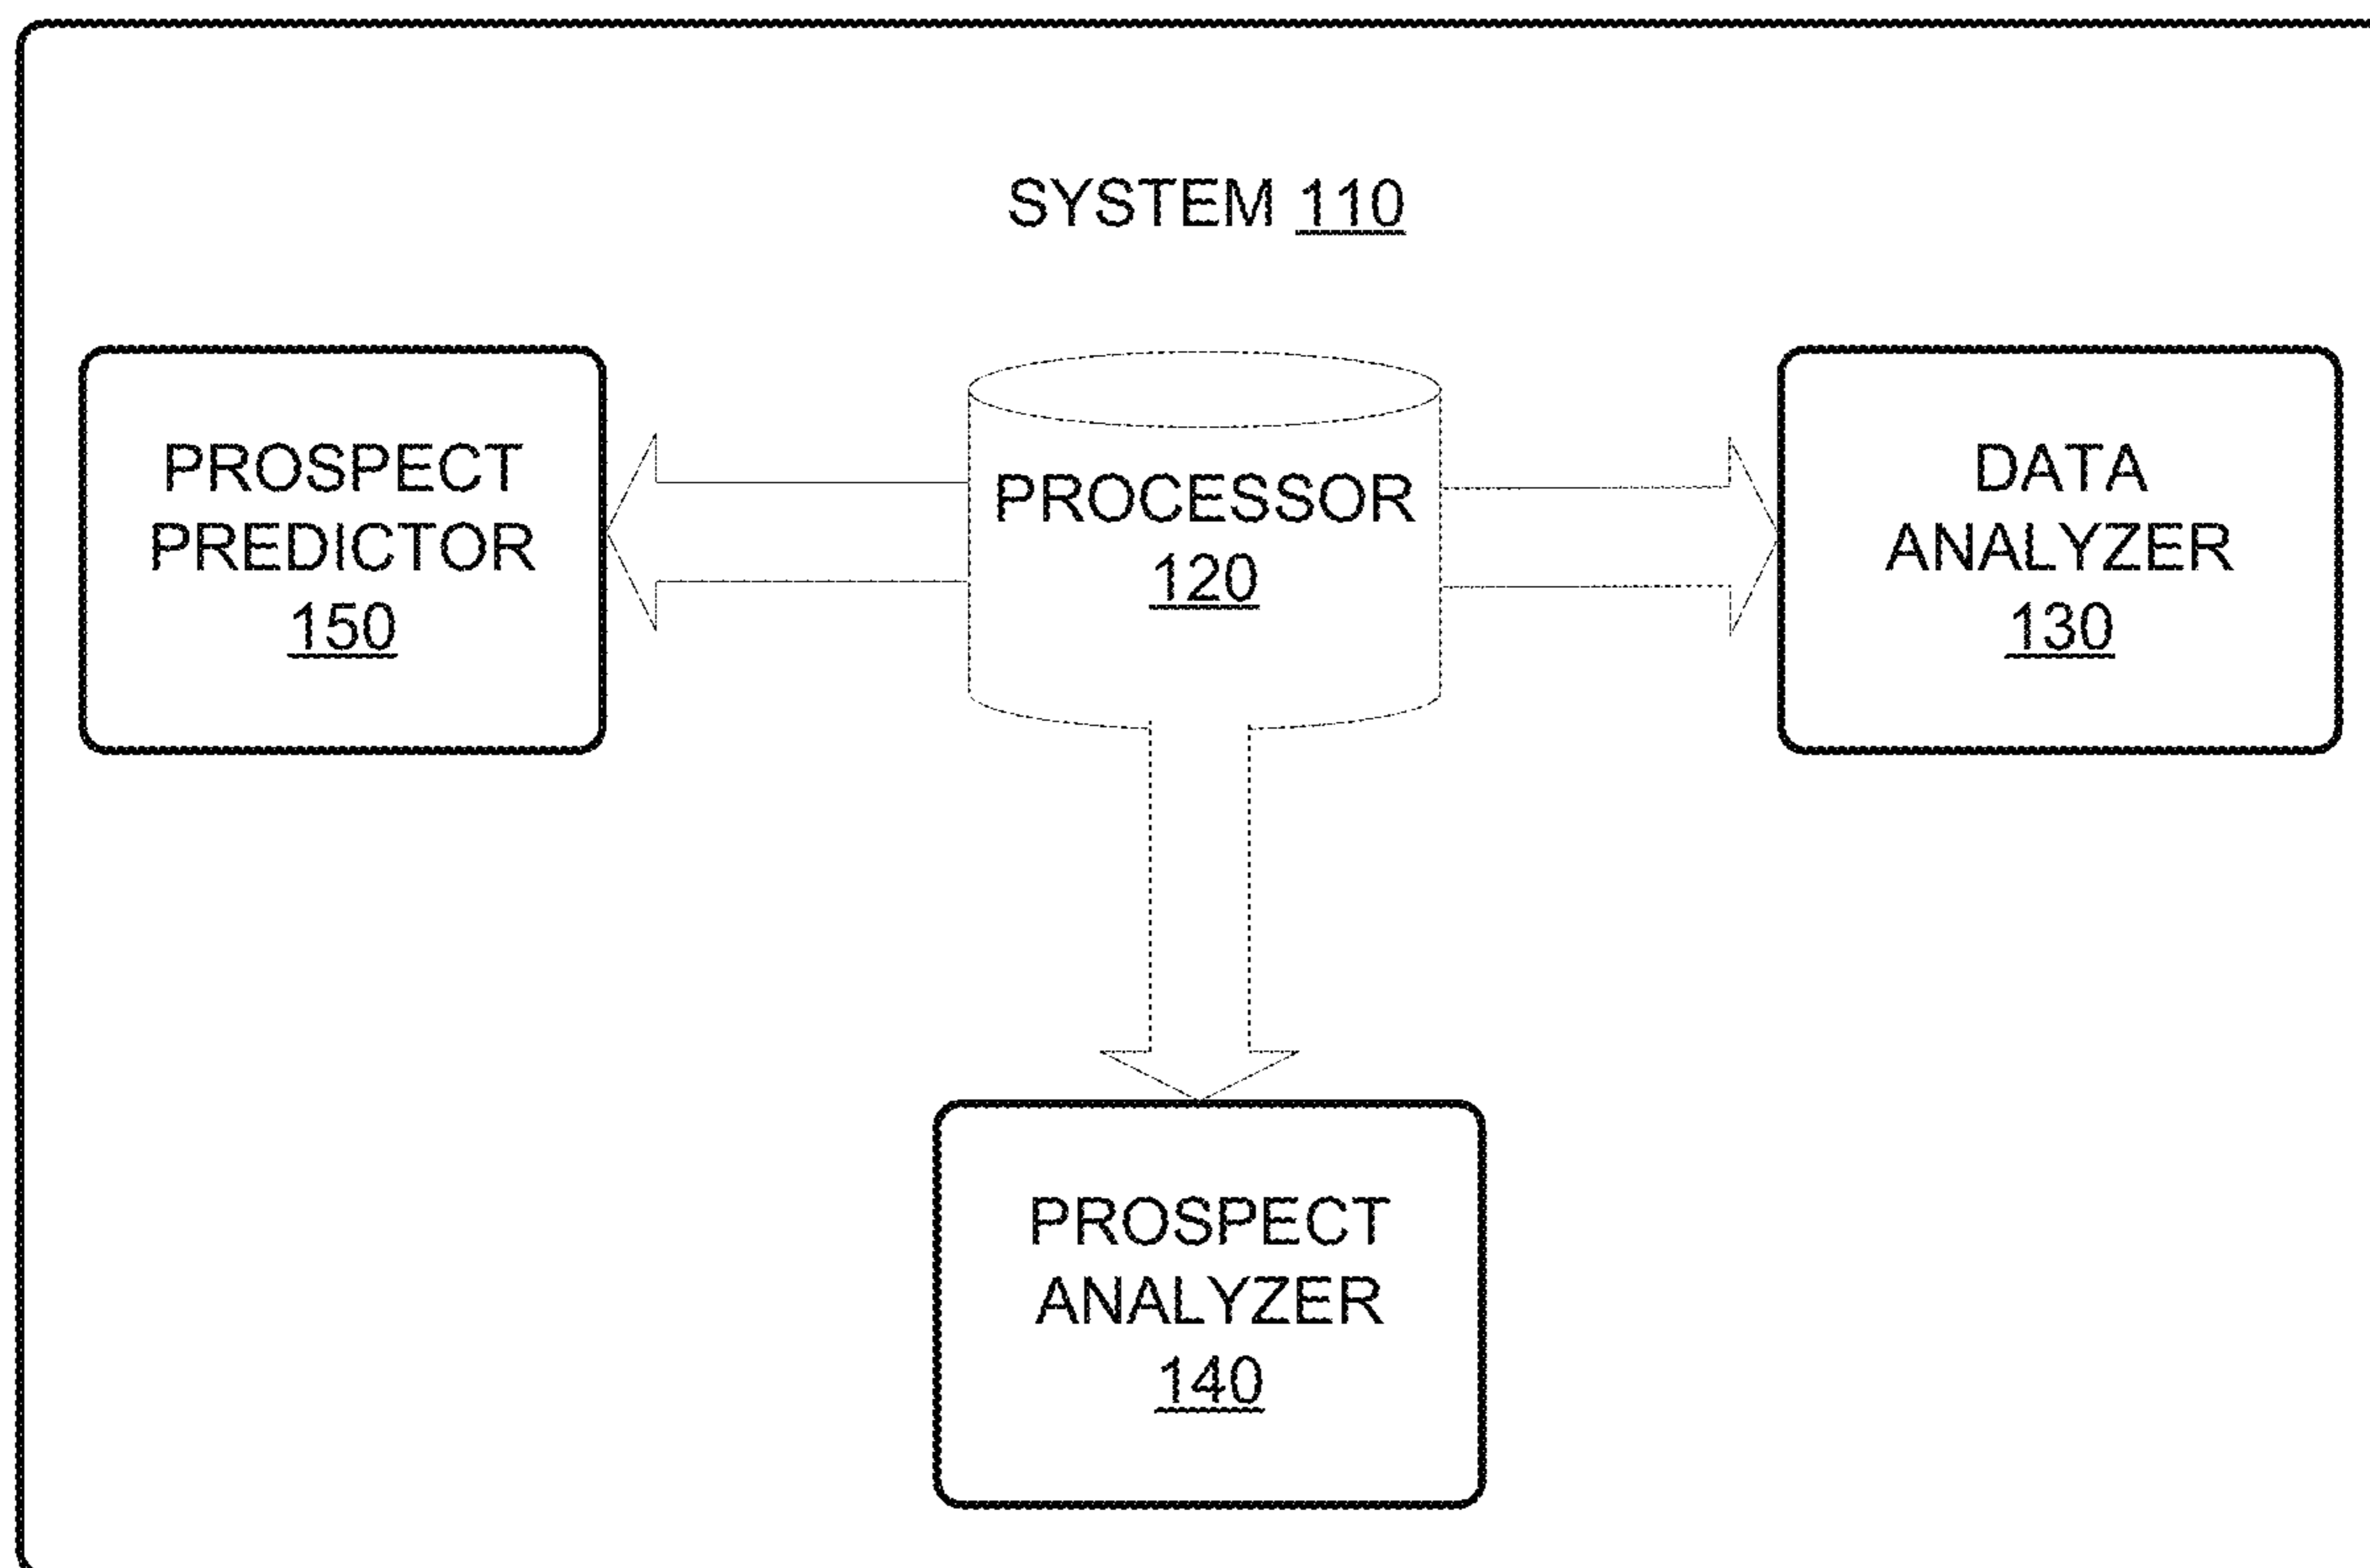 SYSTEM 110
PROSPECT
PREDICTOR
150
PROCESSOR
120
DATA
ANALYZER
130
PROSPECT
ANALYZER
140